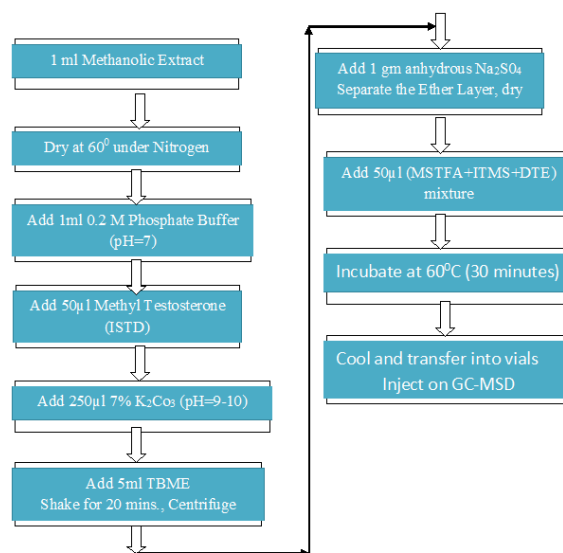 1 ml Methanolic Extract
Dry at 60⁰ under Nitrogen
Add 1ml 0.2 M Phosphate Buffer
(pH=7)
Add 50µl Methyl Testosterone
(ISTD)
Add 250µl 7% K₂Co₃ (pH=9-10)
Add 5ml TBME
Shake for 20 mins., Centrifuge
Add 1 gm anhydrous Na₂S0₄
Separate the Ether Layer, dry
Add 50µl (MSTFA+ITMS+DTE)
mixture
Incubate at 60⁰C (30 minutes)
Cool and transfer into vials
Inject on GC-MSD